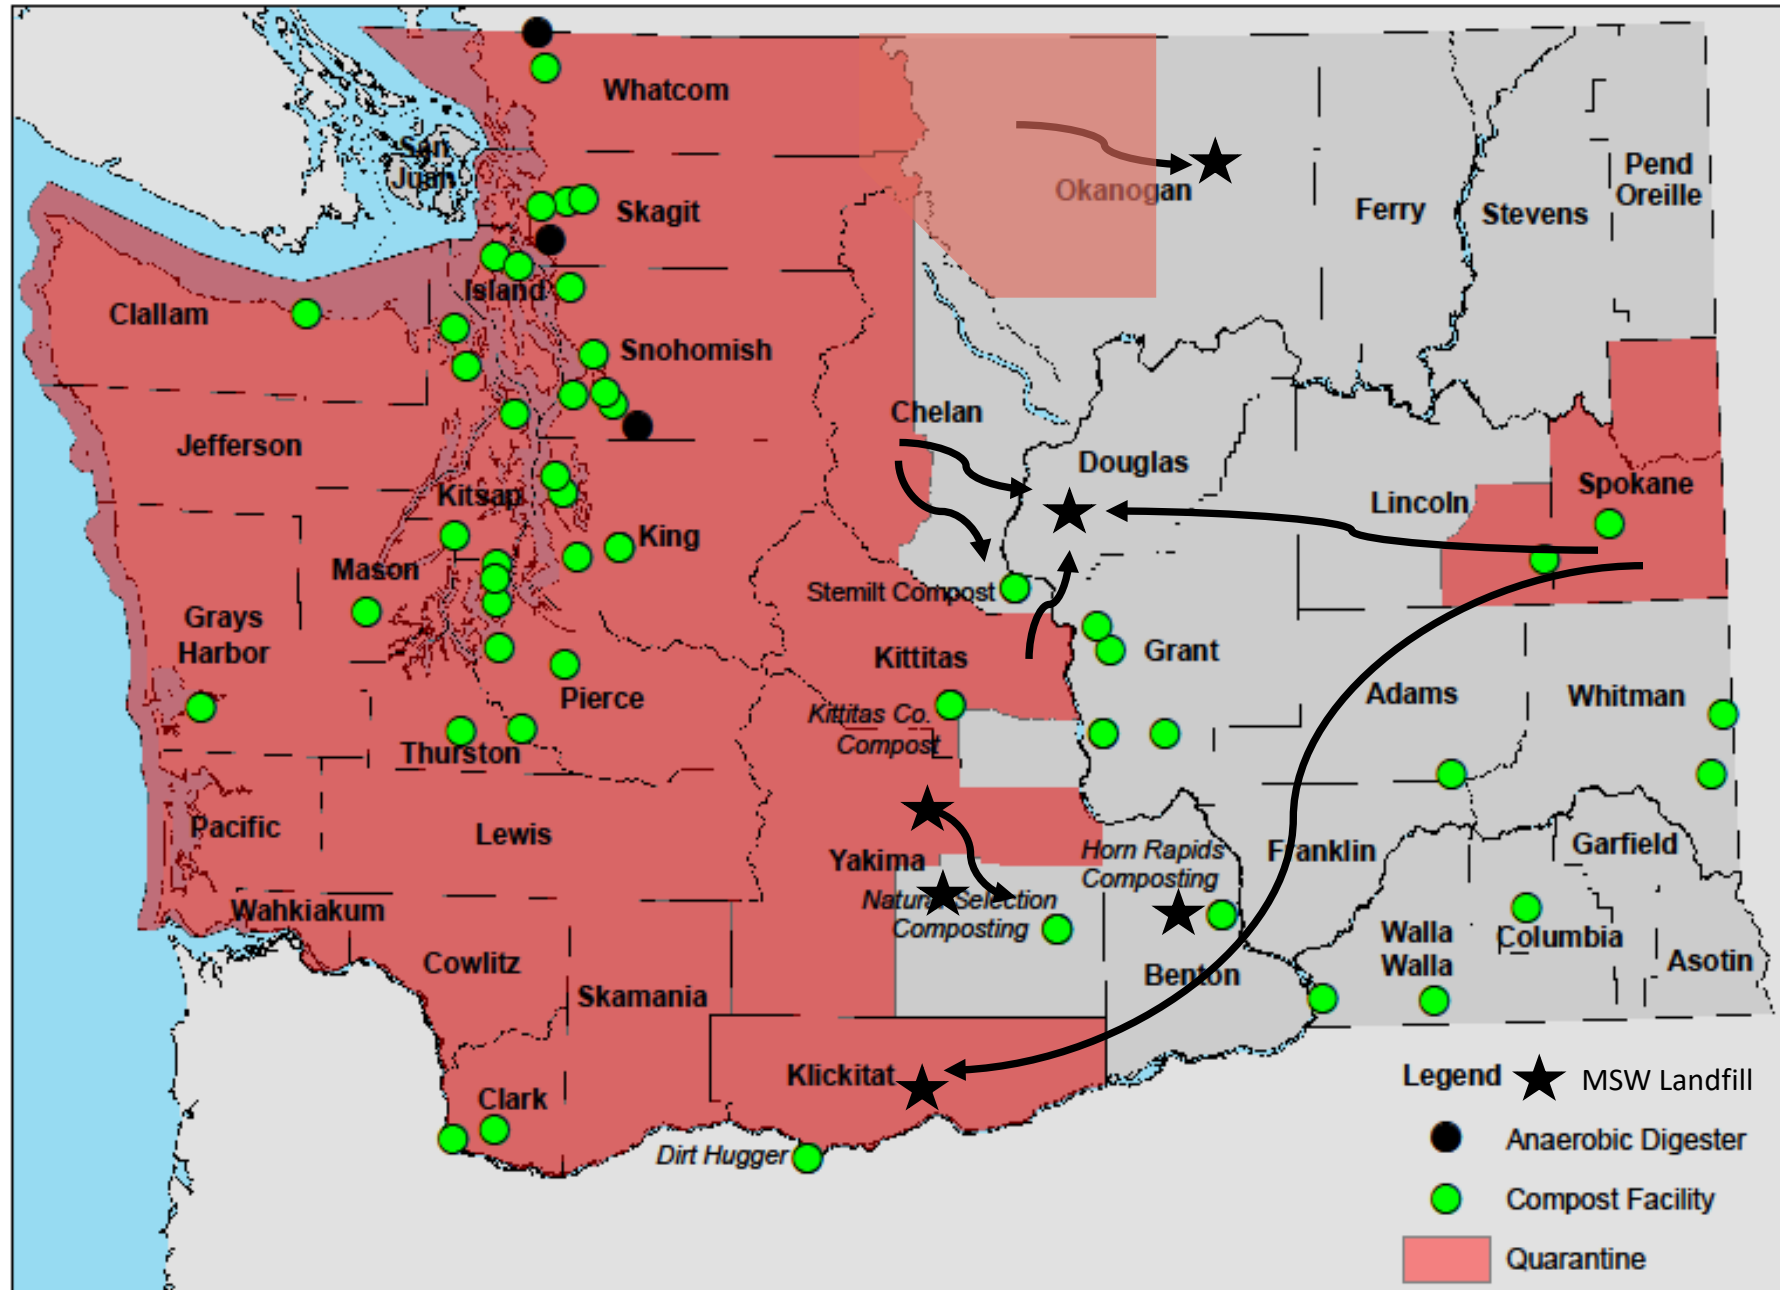 Whatcom
San
Juan
Skagit
Okanogan
Ferry
Stevens
Pend
Oreille
Clallam
Island
Snohomish
Chelan
Douglas
Lincoln
Spokane
Jefferson
Kitsap
King
Mason
Stemilt Compost
Grays
Harbor
Kittitas
Grant
Adams
Whitman
Pierce
Kittitas Co.
Compost
Thurston
Pacific
Lewis
Yakima
Horn Rapids
Composting
Franklin
Garfield
Natural Selection
Composting
Wahkiakum
Walla
Walla
Columbia
Asotin
Cowlitz
Skamania
Benton
Klickitat
Clark
Dirt Hugger
Legend MSW Landfill
Anaerobic Digester
Compost Facility
Quarantine